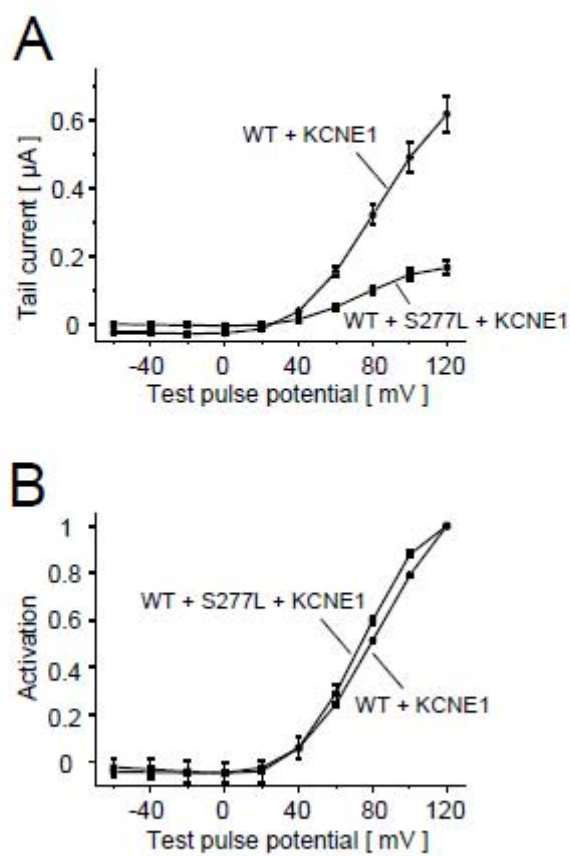 A
Tail current [ µA ]
0.6
WT + KCNE1
0.4
0.2
WT + S277L + KCNE1
0
-40 0 40 80 120
Test pulse potential [ mV ]
B
Activation
1
0.8
WT + S277L + KCNE1
0.6
0.4
WT + KCNE1
0.2
0
-40 0 40 80 120
Test pulse potential [ mV ]